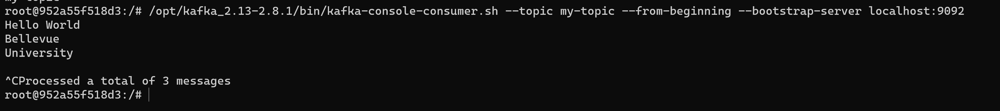 my-topic
root@952a55f518d3:/# /opt/kafka_2.13-2.8.1/bin/kafka-console-consumer.sh --topic my-topic --from-beginning --bootstrap-server localhost:9092
Hello World
Bellevue
University
^CProcessed a total of 3 messages
root@952a55f518d3:/#